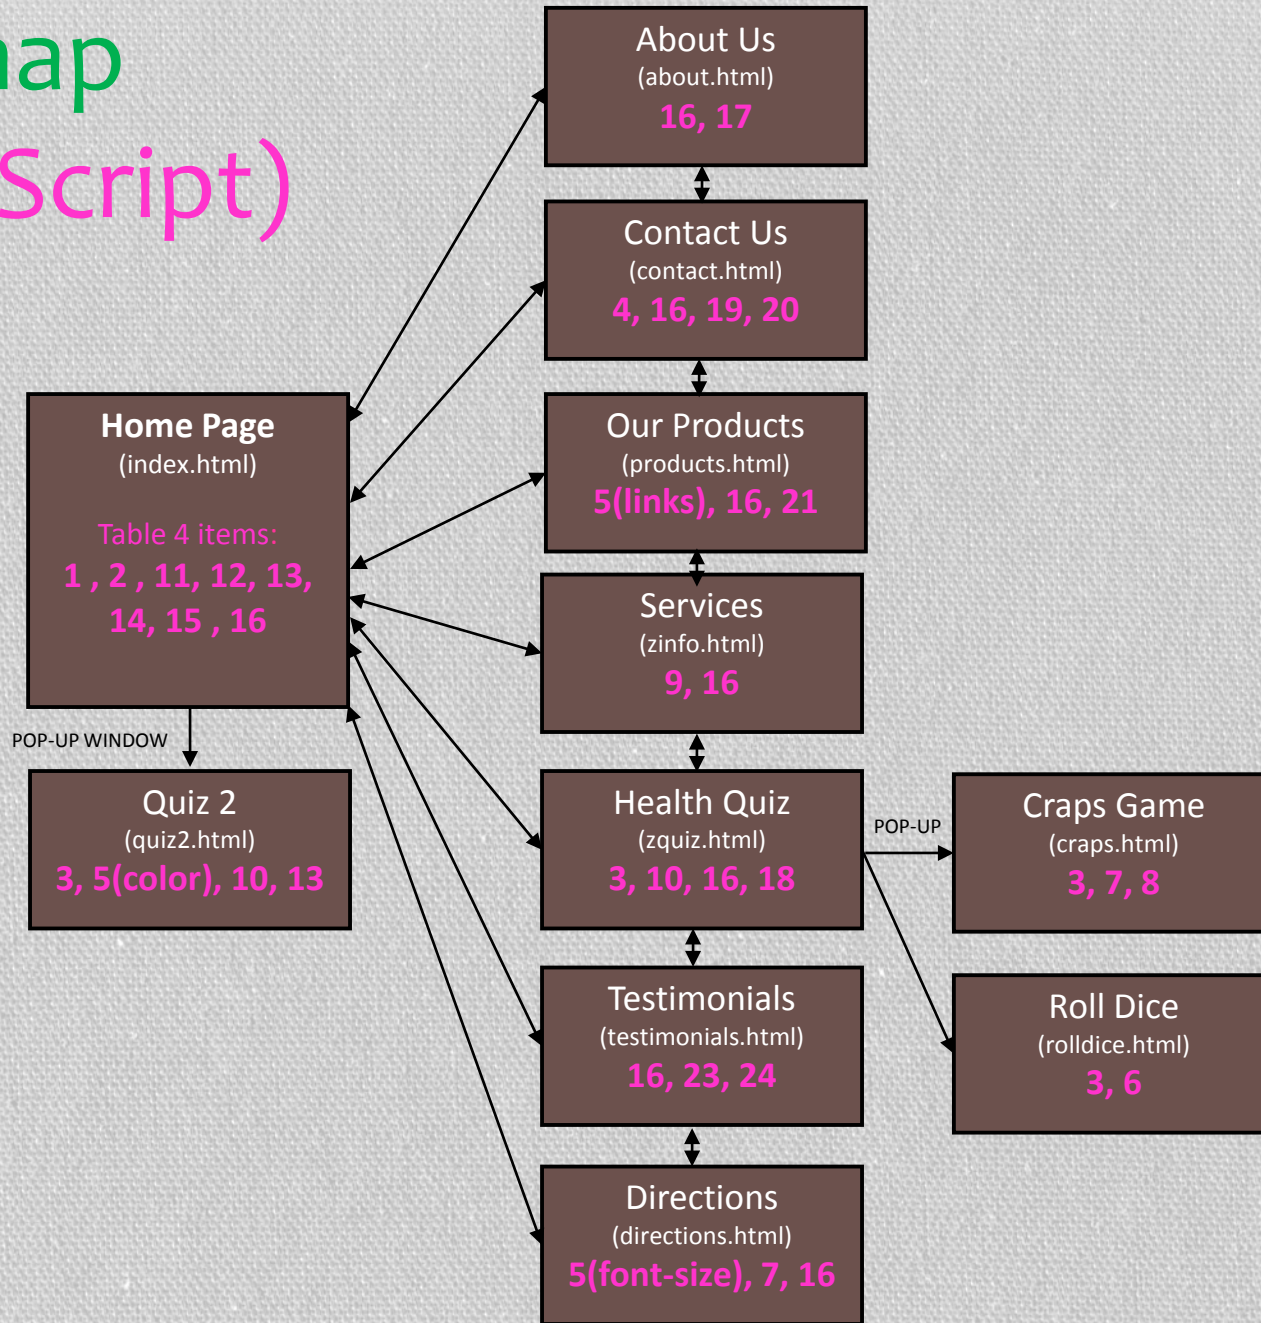 map
Script)
About Us
(about.html)
16, 17
Contact Us
(contact.html)
4, 16, 19, 20
Home Page
(index.html)
Table 4 items:
1 , 2 , 11, 12, 13,
14, 15 , 16
Our Products
(products.html)
5(links), 16, 21
Services
(zinfo.html)
9, 16
POP-UP WINDOW
Quiz 2
(quiz2.html)
3, 5(color), 10, 13
Health Quiz
(zquiz.html)
3, 10, 16, 18
POP-UP
Craps Game
(craps.html)
3, 7, 8
Testimonials
(testimonials.html)
16, 23, 24
Roll Dice
(rolldice.html)
3, 6
Directions
(directions.html)
5(font-size), 7, 16